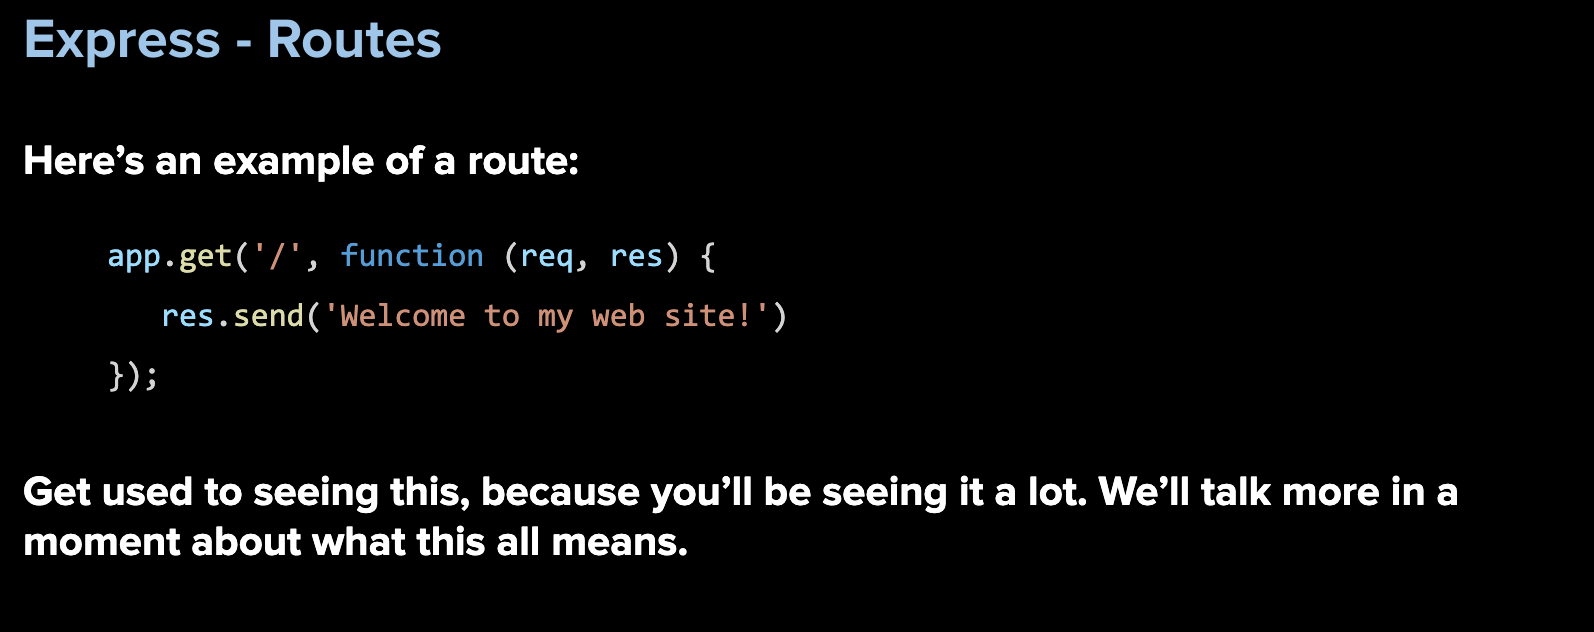 Express - Routes
Here’s an example of a route:
app.get('/', function (req, res) {
res.send('Welcome to my web site!')
});
Get used to seeing this, because you’ll be seeing it a lot. We’ll talk more in a
moment about what this all means.